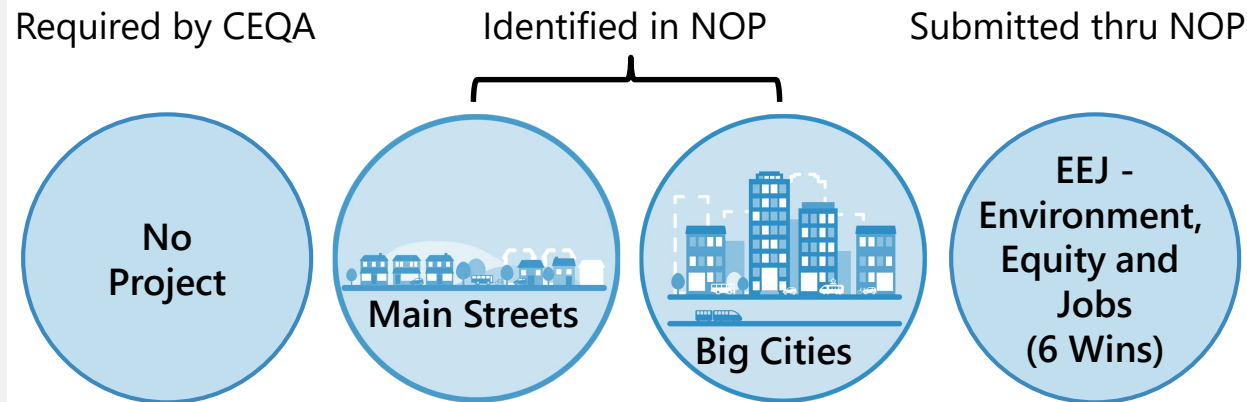 Required by CEQA
Identified in NOP
Submitted thru NOP
No
Project
Main Streets
Big Cities
EEJ -
Environment,
Equity and
Jobs
(6 Wins)